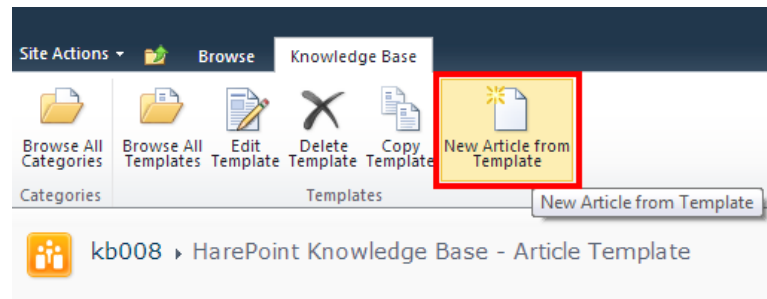 Site Actions Browse Knowledge Base
Browse All Browse All Edit Delete Copy New Article from
Categories Templates Template Template Template Template
Categories Templates
New Article from Template
kb008 HarePoint Knowledge Base - Article Template